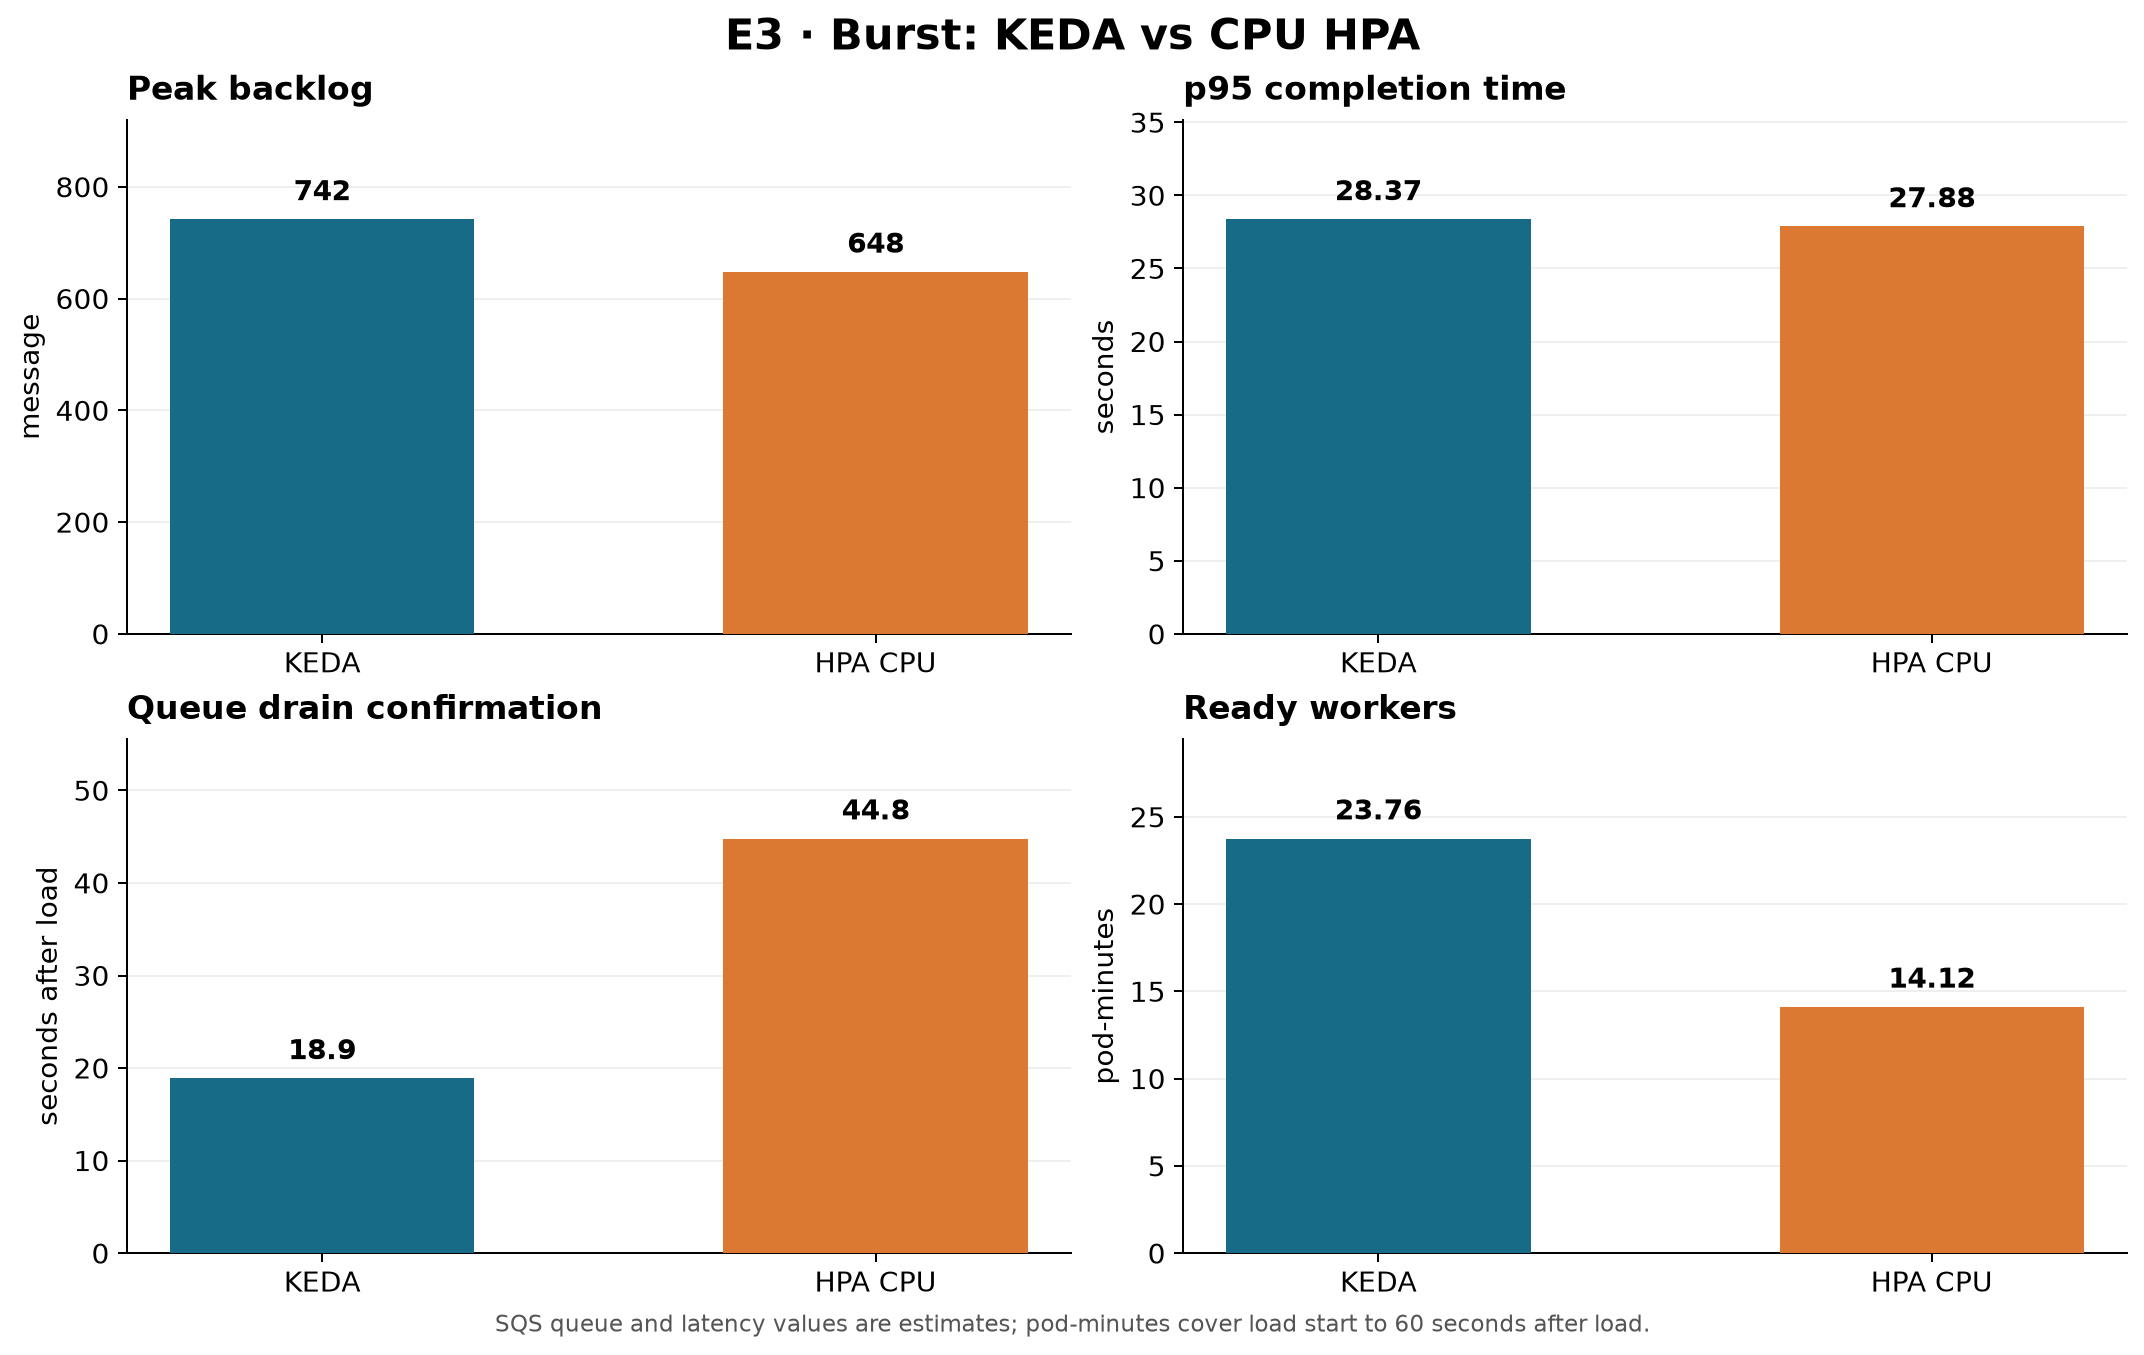 E3 · Burst: KEDA vs CPU HPA
Peak backlog
message
800
600
400
200
0
742
648
KEDA
HPA CPU
p95 completion time
seconds
35
30
25
20
15
10
5
0
28.37
27.88
KEDA
HPA CPU
Queue drain confirmation
seconds after load
50
40
30
20
10
0
18.9
44.8
KEDA
HPA CPU
Ready workers
pod-minutes
25
20
15
10
5
0
23.76
14.12
KEDA
HPA CPU
SQS queue and latency values are estimates; pod-minutes cover load start to 60 seconds after load.